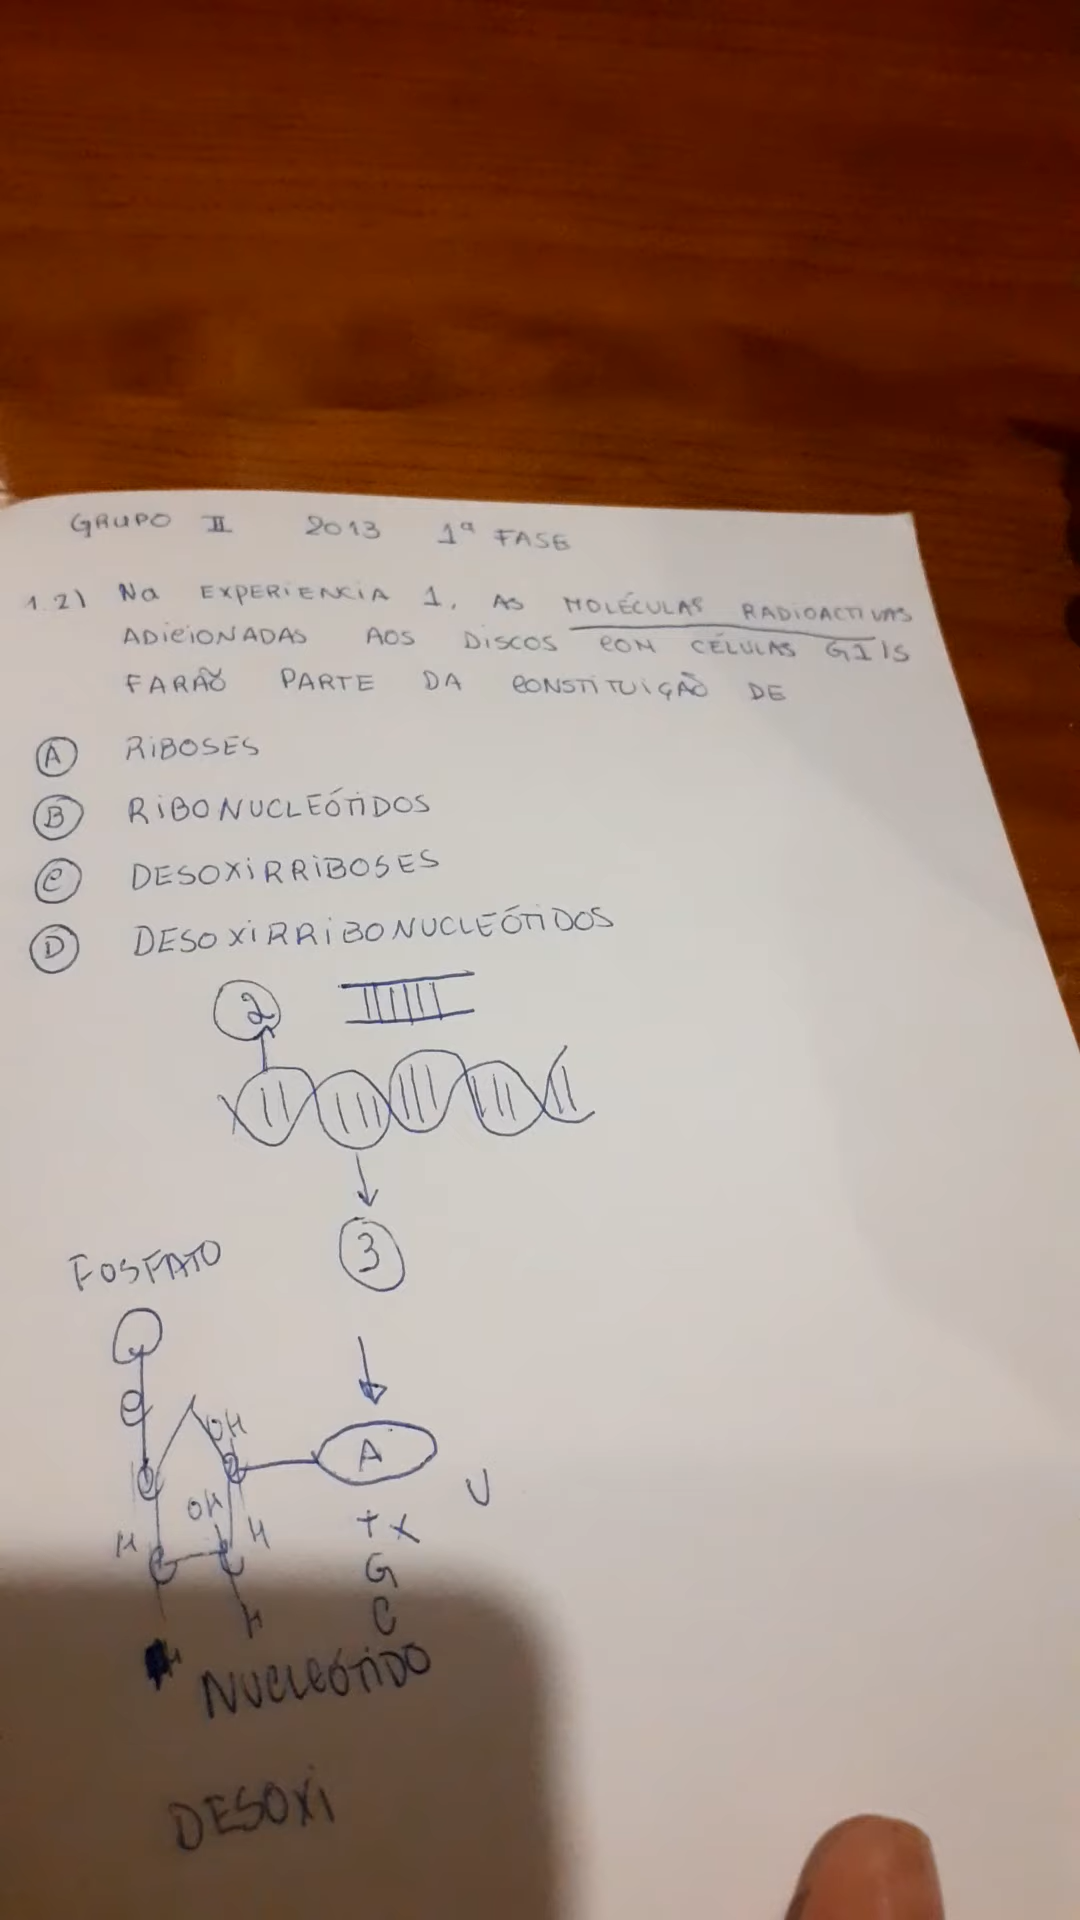 GRUPO II 2013 1ª FASE
1.2) Na EXPERIENCIA 1, AS MOLÉCULAS RADIOACTIVAS
ADICIONADAS AOS DISCOS COM CÉLULAS G1/S
FARÃO PARTE DA CONSTITUIÇÃO DE
A RIBOSES
B RIBONUCLEÓTIDOS
C DESOXIRRIBOSES
D DESOXIRRIBONUCLEÓTIDOS
2
3
FOSFATO
C
OH
A
U
OH
H
H
T X
C
C
G
H
C
H
NUCLEÓTIDO
DESOXI